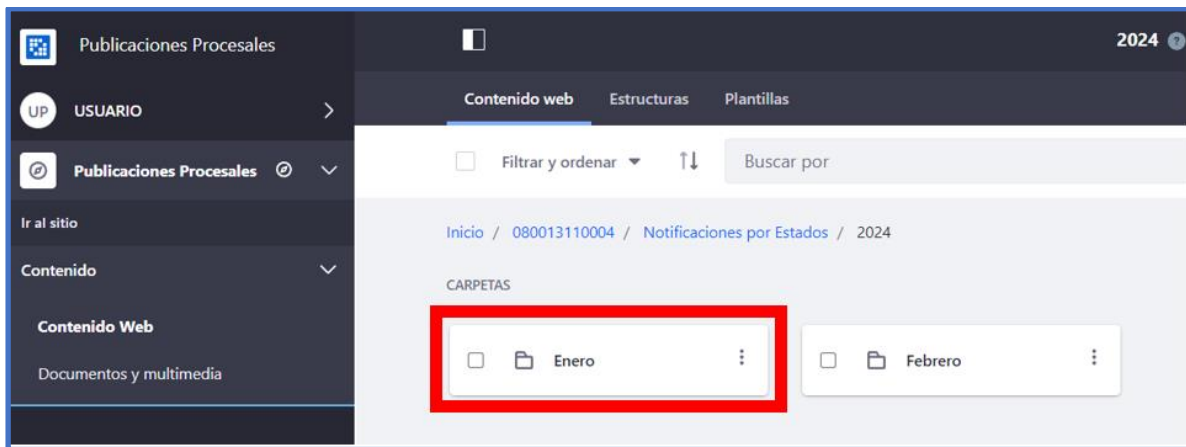 Publicaciones Procesales
2024
UP USUARIO
Contenido web Estructuras Plantillas
Publicaciones Procesales
Filtrar y ordenar Buscar por
Ir al sitio
Inicio / 080013110004 / Notificaciones por Estados / 2024
Contenido
CARPETAS
Contenido Web
Enero Febrero
Documentos y multimedia